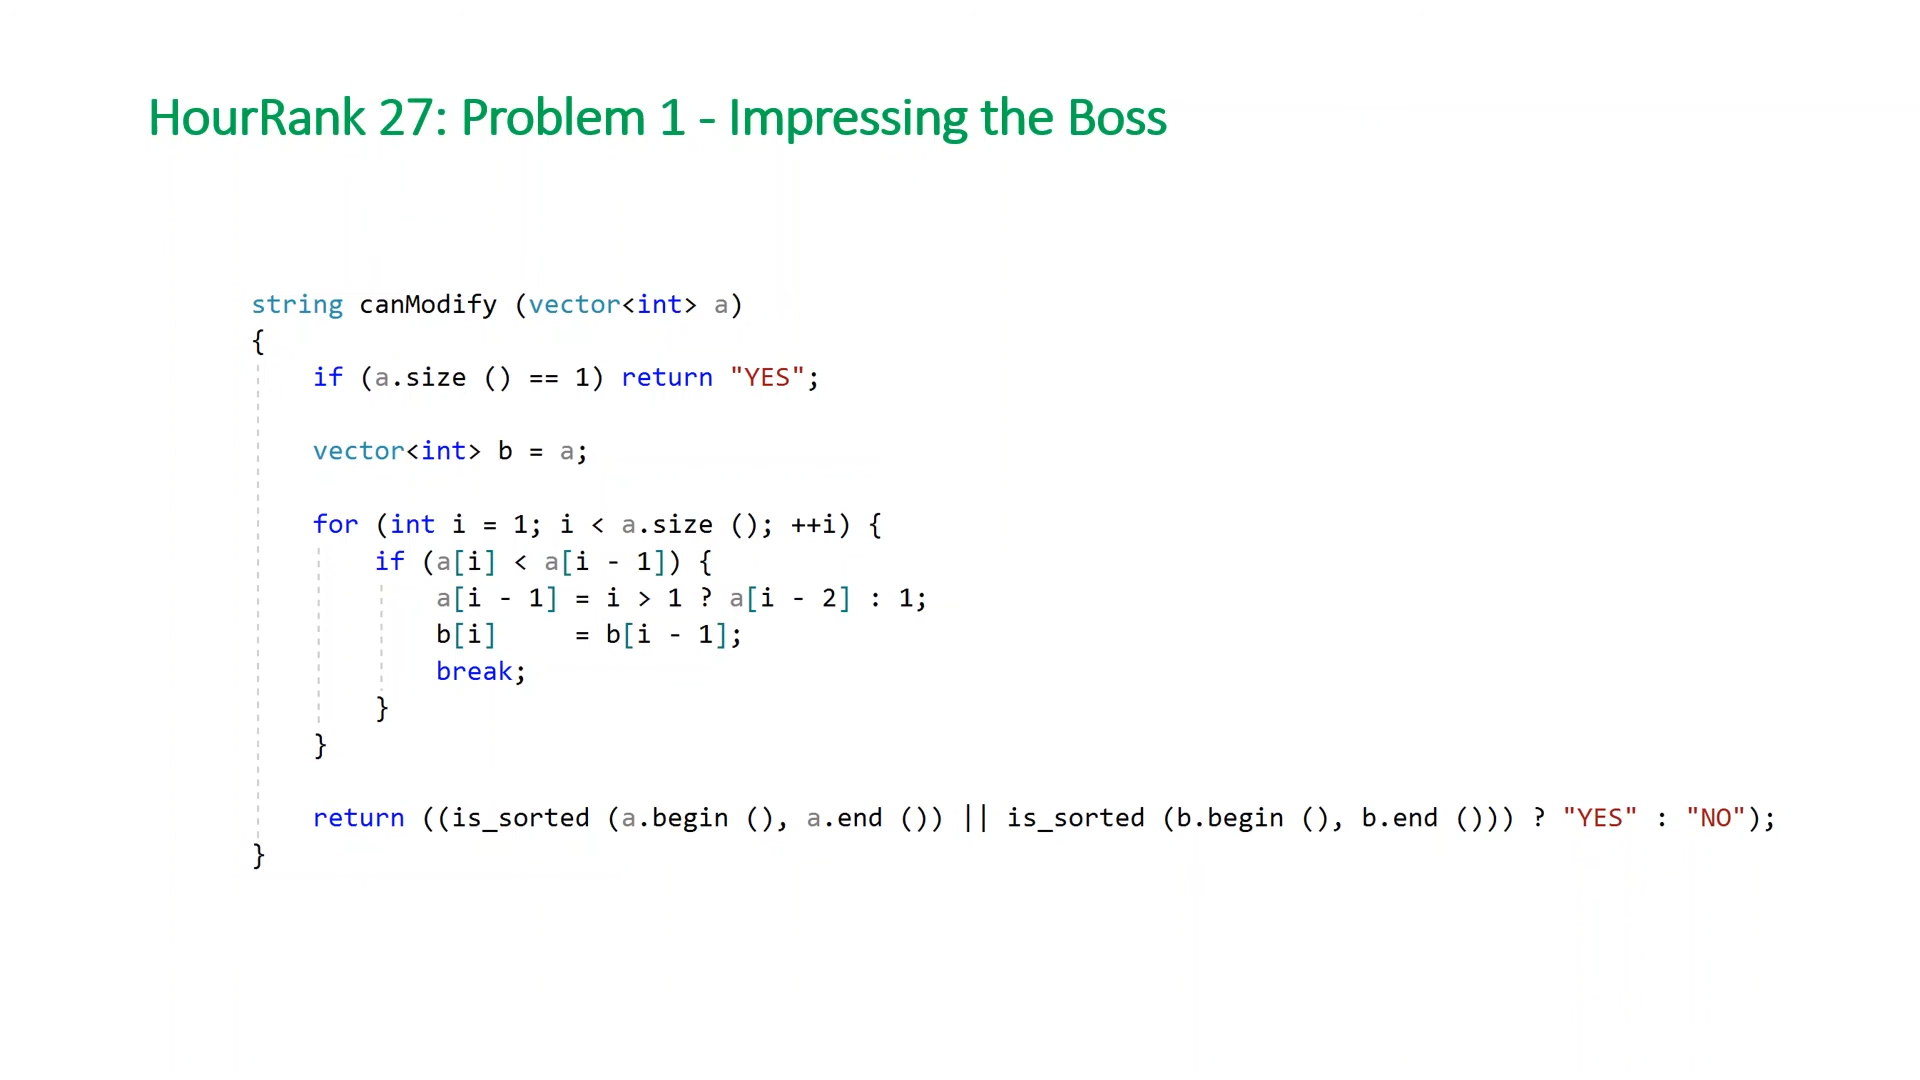 HourRank 27: Problem 1 - Impressing the Boss
string canModify (vector<int> a)
{
if (a.size () == 1) return "YES";
vector<int> b = a;
for (int i = 1; i < a.size (); ++i) {
if (a[i] < a[i - 1]) {
a[i - 1] = i > 1 ? a[i - 2] : 1;
b[i]     = b[i - 1];
break;
}
}
return ((is_sorted (a.begin (), a.end ()) || is_sorted (b.begin (), b.end ())) ? "YES" : "NO");
}